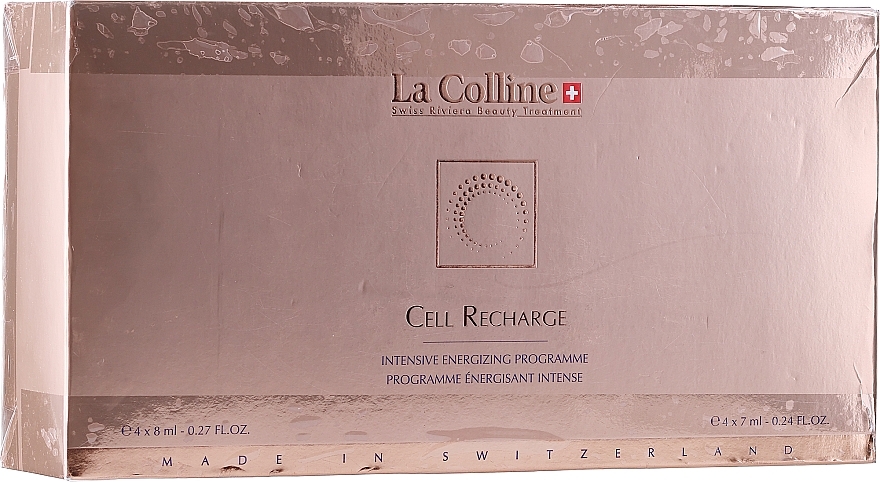 La Colline
Swiss Riviera Beauty Treatment
CELL RECHARGE
INTENSIVE ENERGIZING PROGRAMME
PROGRAMME ÉNERGISANT INTENSE
℮ 4 x 8 ml - 0.27 FL.OZ.
℮ 4 x 7 ml - 0.24 FL.OZ.
MADE IN SWITZERLAND